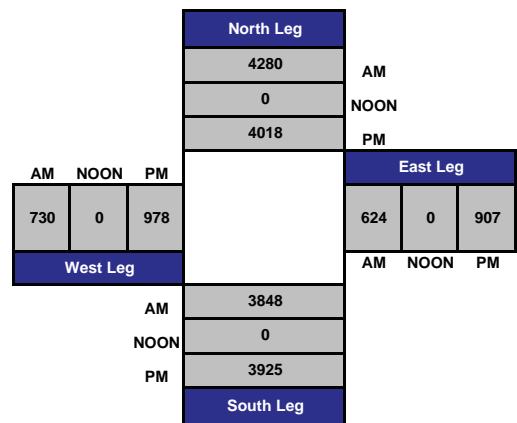 North Leg
4280
AM
0
NOON
4018
PM
AM NOON PM
East Leg
730 0 978
624 0 907
West Leg
AM NOON PM
AM
3848
NOON
0
PM
3925
South Leg